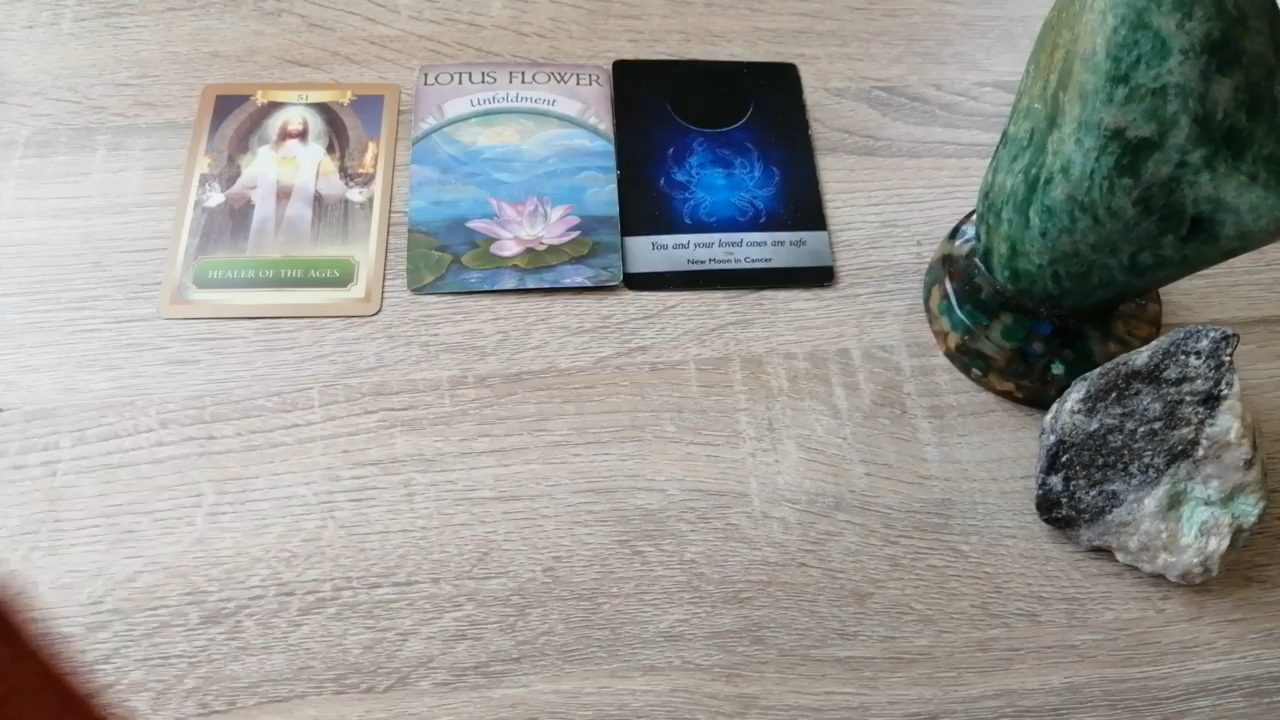 51
HEALER OF THE AGES
LOTUS FLOWER
Unfoldment
You and your loved ones are safe
New Moon in Cancer